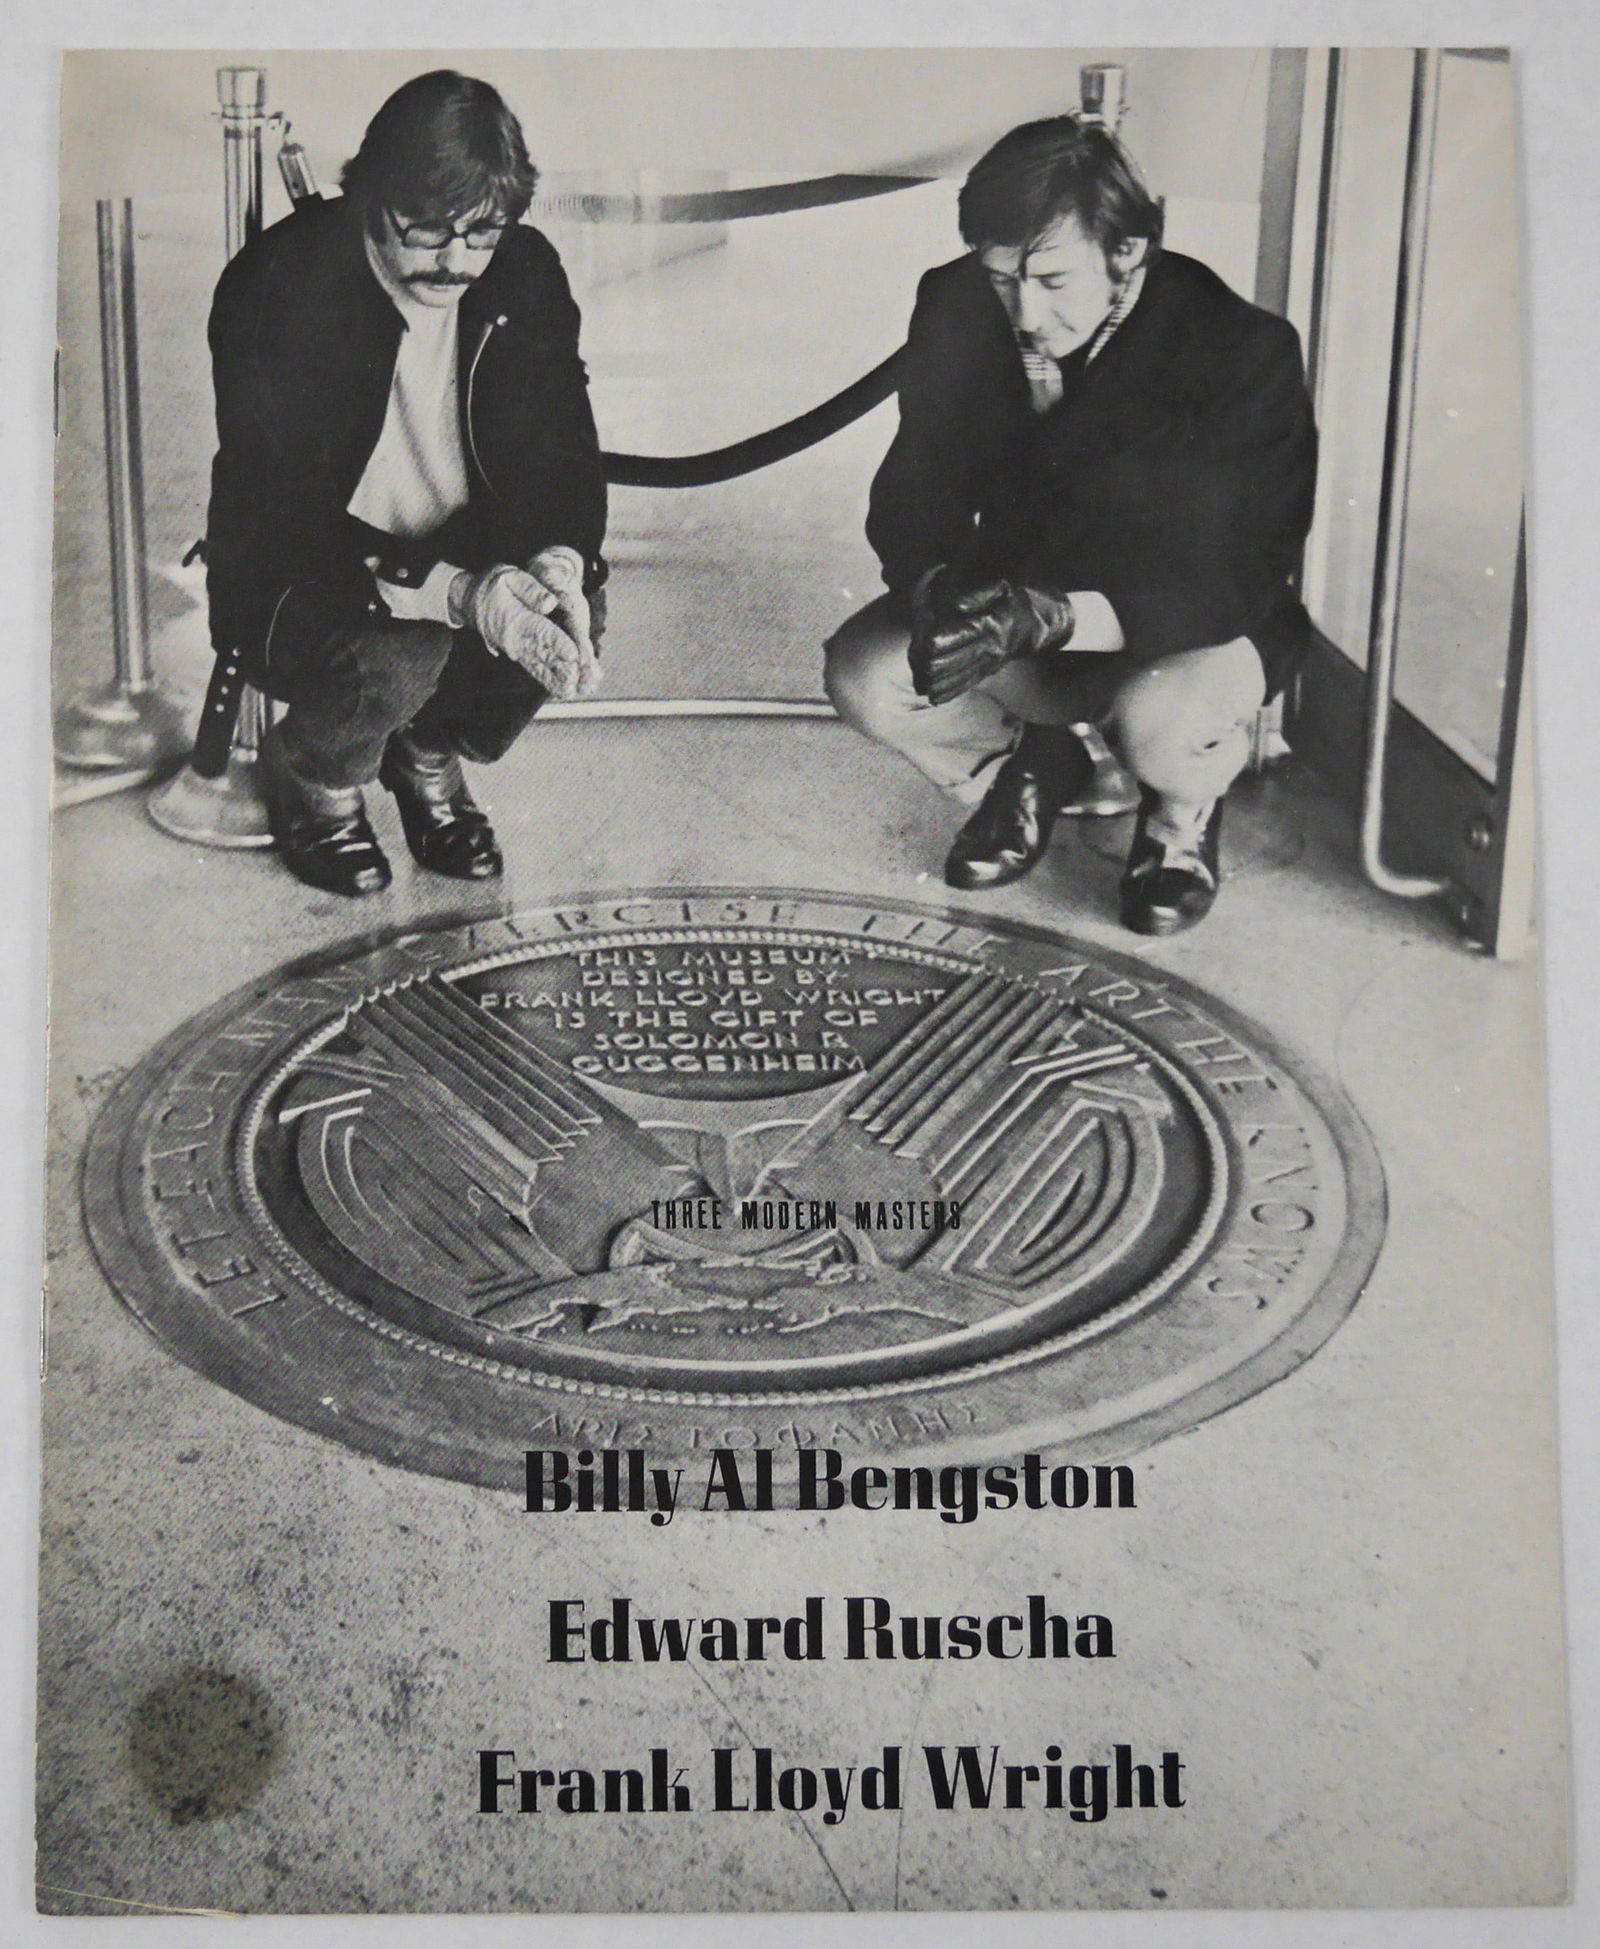 LET EACH MAN EXERCISE THE ART HE KNOWS
THIS MUSEUM
DESIGNED BY
FRANK LLOYD WRIGHT
IS THE GIFT OF
SOLOMON R
GUGGENHEIM
THREE MODERN MASTERS
ΑΡΙΣΤΟΦΑΝΗΣ
Billy Al Bengston
Edward Ruscha
Frank Lloyd Wright